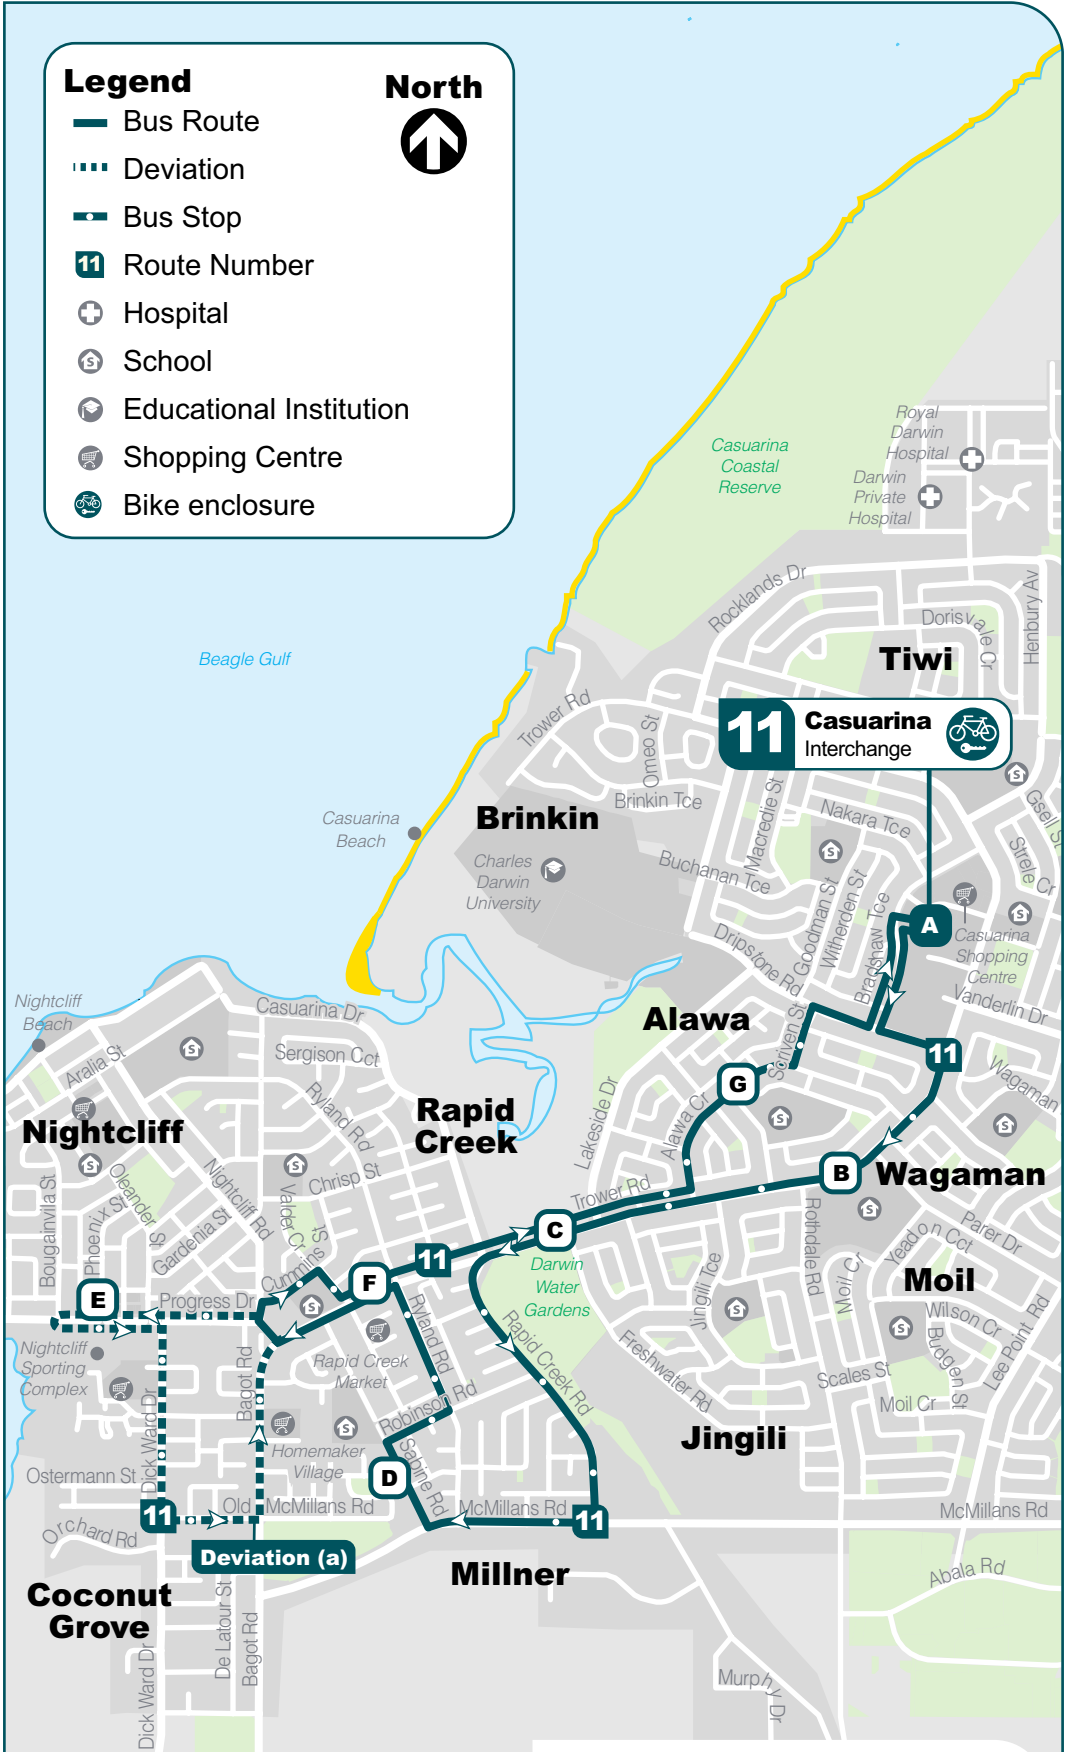 Legend
North
Bus Route
Deviation
Bus Stop
11
Route Number
Hospital
S
School
Educational Institution
Shopping Centre
Bike enclosure
Royal
Darwin
Hospital
Darwin
Private
Hospital
Casuarina
Coastal
Reserve
Rocklands Dr
Henbury Av
Dorisvale Cr
Tiwi
Beagle Gulf
11
Casuarina
Interchange
Trower Rd
Omeo St
Brinkin Tce
Macredie St
Nakara Tce
S
Gsell St
Strele Cr
Casuarina
Beach
Brinkin
Charles
Darwin
University
Buchanan Tce
S
Goodman St
Witherden St
Bradshaw Tce
A
S
Casuarina
Shopping
Centre
Vanderlin Dr
Dripstone Rd
Nightcliff
Beach
Casuarina Dr
Alawa
Scriven St
11
Wagaman
Aralia St
S
Sergison Cct
Ryland Rd
G
Lakeside Dr
Alawa Cr
S
S
Nightcliff
Rapid
Creek
S
Bougainvilla St
Phoenix St
Oleander St
Gardenia St
Nightcliff Rd
S
Valder Cr
Chrisp St
Trower Rd
B
Wagaman
S
C
Rothdale Rd
Parer Dr
Yeadon Cct
Cummins St
11
F
Darwin
Water
Gardens
Jingili Tce
S
Moil Cr
Moil
E
Progress Dr
S
Ryland Rd
Wilson Cr
Lee Point Rd
S
Budgen St
Nightcliff
Sporting
Complex
Rapid Creek
Market
Rapid Creek Rd
Freshwater Rd
Scales St
Moil Cr
Dick Ward Dr
Bagot Rd
S
Robinson Rd
Jingili
Homemaker
Village
Ostermann St
D
Sabine Rd
11
Old McMillans Rd
McMillans Rd
11
McMillans Rd
Orchard Rd
Deviation (a)
Millner
Abala Rd
Coconut
Grove
De Latour St
Bagot Rd
Dick Ward Dr
Murphy Dr